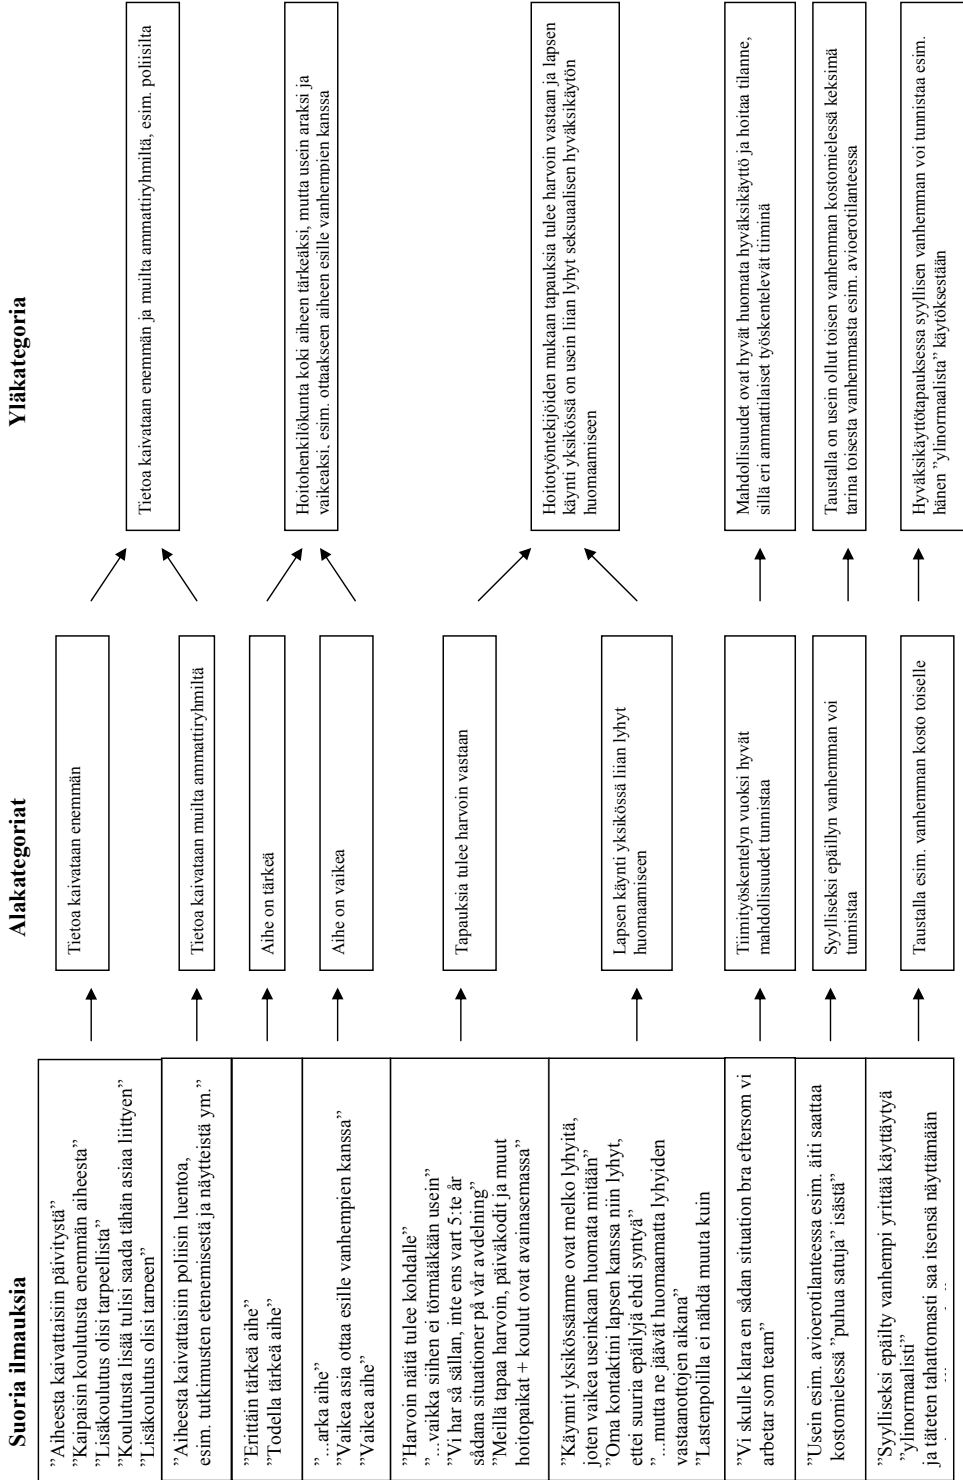 Suoria ilmauksia
”Aiheesta kaivattaisiin päivitystä”
”Kaipaisin koulutusta enemmän aiheesta”
”Lisäkoulutus olisi tarpeellista”
”Koulutusta lisää tulisi saada tähän asiaa liittyen”
”Lisäkoulutus olisi tarpeen”
”Aiheesta kaivattaisiin poliisin luentoa,
esim. tutkimusten etenemisestä ja näytteistä ym.”
”Erittäin tärkeä aihe”
”Todella tärkeä aihe”
”...arka aihe”
”Vaikea asia ottaa esille vanhempien kanssa”
”Vaikea aihe”
”Harvoin näitä tulee kohdalle”
”...vaikka siihen ei törmääkään usein”
”Vi har så sällan, inte ens vart 5:te år
sådana situationer på vår avdelning”
”Meillä tapaa harvoin, päiväkodit ja muut
hoitopaikat + koulut ovat avainasemassa”
”Käynnit yksikössämme ovat melko lyhyitä,
joten vaikea useinkaan huomata mitään”
”Oma kontaktini lapsen kanssa niin lyhyt,
ettei suuria epäilyjä ehdi syntyä”
”...mutta ne jäävät huomaamatta lyhyiden
vastaanottojen aikana”
”Lastenpolilla ei nähdä muuta kuin
”Vi skulle klara en sådan situation bra eftersom vi
arbetar som team”
”Usein esim. avioerotilanteessa esim. äiti saattaa
kostomielessä ”puhua satuja” isästä”
”Syylliseksi epäilty vanhempi yrittää käyttäytyä
”ylinormaalisti”
ja täteten tahattomasti saa itsensä näyttämään
Alakategoriat
Tietoa kaivataan enemmän
Tietoa kaivataan muilta ammattiryhmiltä
Aihe on tärkeä
Aihe on vaikea
Tapauksia tulee harvoin vastaan
Lapsen käynti yksikössä liian lyhyt
huomaamiseen
Tiimityöskentelyn vuoksi hyvät
mahdollisuudet tunnistaa
Syylliseksi epäillyn vanhemman voi
tunnistaa
Taustalla esim. vanhemman kosto toiselle
Yläkategoria
Tietoa kaivataan enemmän ja muilta ammattiryhmiltä, esim. poliisilta
Hoitohenkilökunta koki aiheen tärkeäksi, mutta usein araksi ja
vaikeaksi, esim. ottaakseen aiheen esille vanhempien kanssa
Hoitotyöntekijöiden mukaan tapauksia tulee harvoin vastaan ja lapsen
käynti yksikössä on usein liian lyhyt seksuaalisen hyväksikäytön
huomaamiseen
Mahdollisuudet ovat hyvät huomata hyväksikäyttö ja hoitaa tilanne,
sillä eri ammattilaiset työskentelevät tiiminä
Taustalla on usein ollut toisen vanhemman kostomielessä keksimä
tarina toisesta vanhemmasta esim. avioerotilanteessa
Hyväksikäyttötapauksessa syyllisen vanhemman voi tunnistaa esim.
hänen ”ylinormaalista” käytöksestään